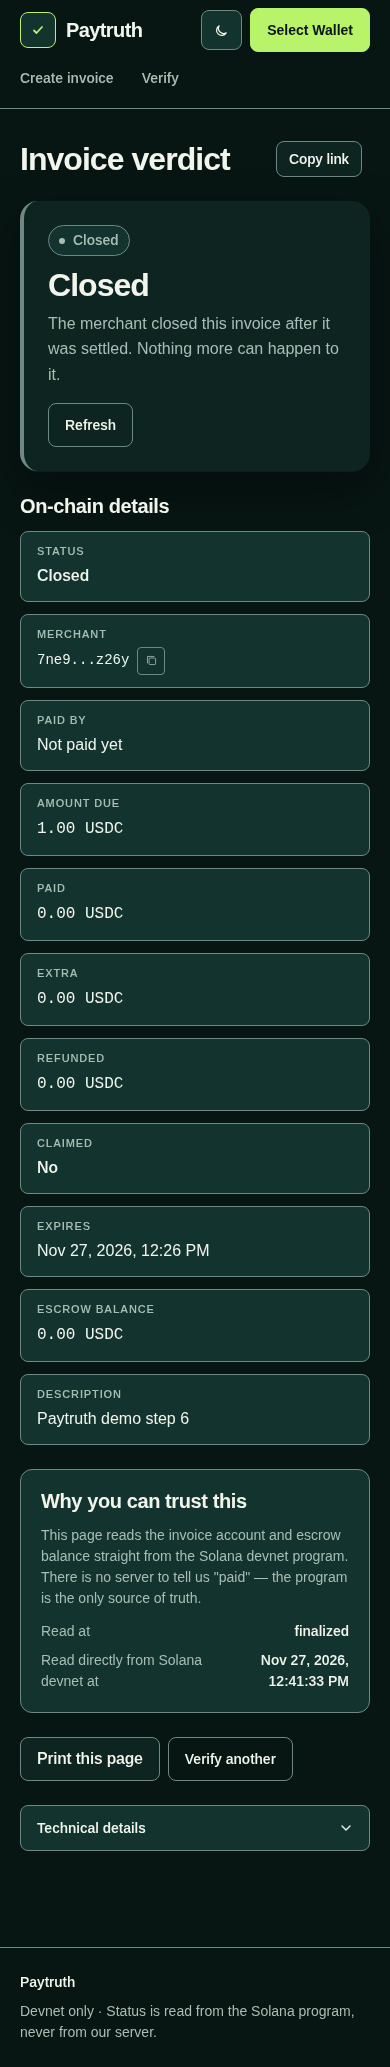 Paytruth
Select Wallet
Create invoice
Verify
Invoice verdict
Copy link
Closed
Closed
The merchant closed this invoice after it
was settled. Nothing more can happen to
it.
Refresh
On-chain details
STATUS
Closed
MERCHANT
7ne9...z26y
PAID BY
Not paid yet
AMOUNT DUE
1.00 USDC
PAID
0.00 USDC
EXTRA
0.00 USDC
REFUNDED
0.00 USDC
CLAIMED
No
EXPIRES
Nov 27, 2026, 12:26 PM
ESCROW BALANCE
0.00 USDC
DESCRIPTION
Paytruth demo step 6
Why you can trust this
This page reads the invoice account and escrow
balance straight from the Solana devnet program.
There is no server to tell us "paid" — the program
is the only source of truth.
Read at
finalized
Read directly from Solana
devnet at
Nov 27, 2026,
12:41:33 PM
Print this page
Verify another
Technical details
Paytruth
Devnet only · Status is read from the Solana program,
never from our server.